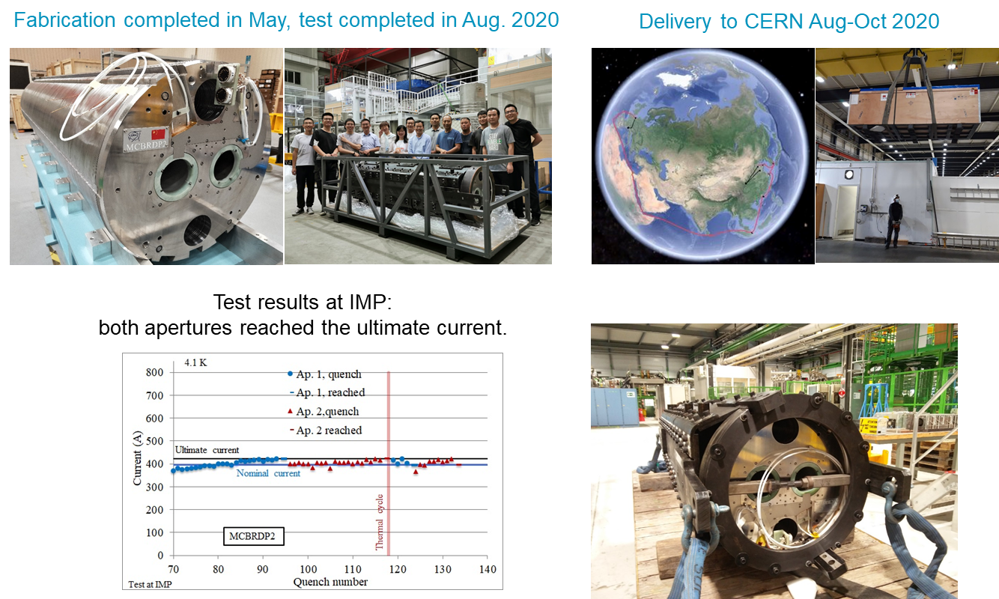 Fabrication completed in May, test completed in Aug. 2020
Delivery to CERN Aug-Oct 2020
MCBRDP2
Test results at IMP:
both apertures reached the ultimate current.
4.1 K
Ap. 1, quench
Ap. 1, reached
Ap. 2,quench
Ap. 2 reached
Ultimate current
Nominal current
Thermal cycle
MCBRDP2
Current (A)
800
700
600
500
400
300
200
100
0
70
80
90
100
110
120
130
140
Quench number
Test at IMP